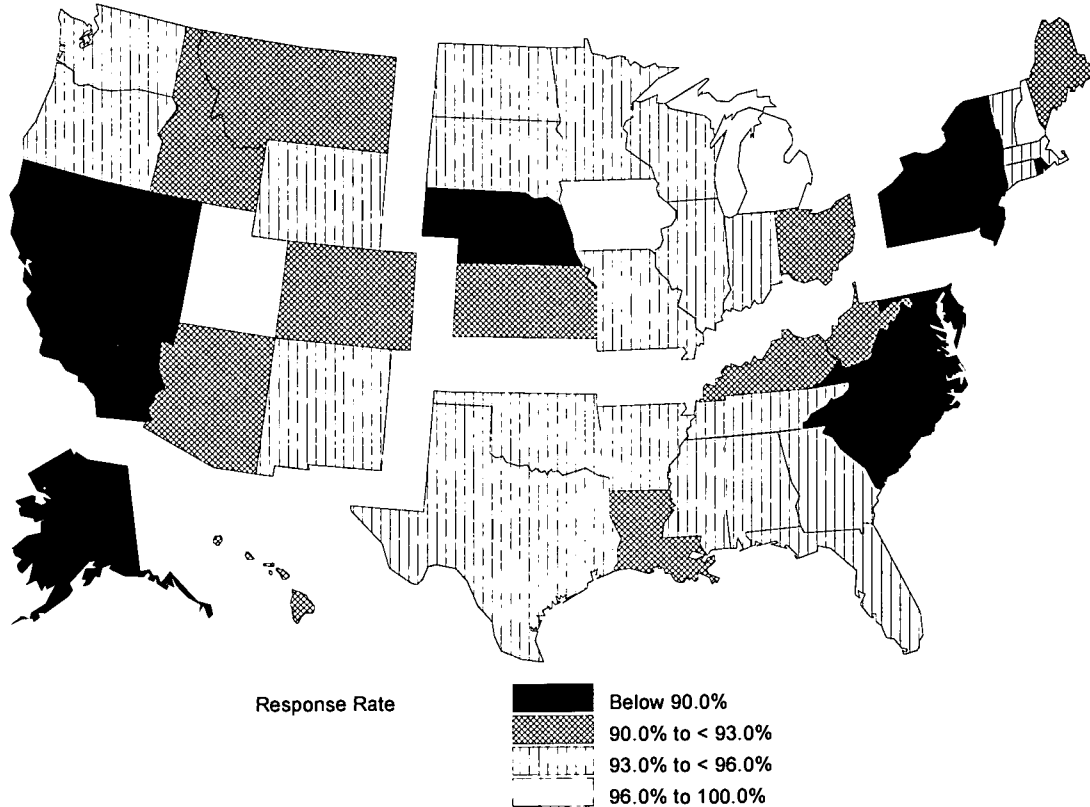 Response Rate
Below 90.0%
90.0% to < 93.0%
93.0% to < 96.0%
96.0% to 100.0%